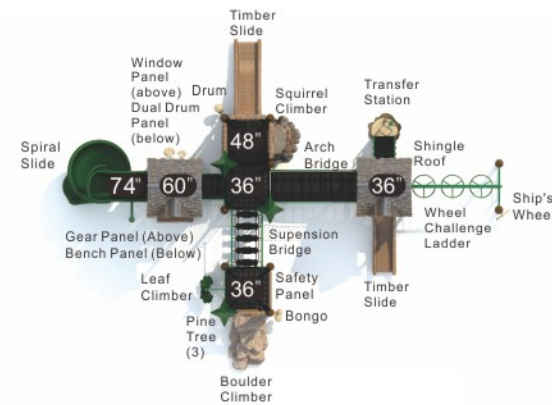 Timber
Slide
Window
Panel
(above)
Dual Drum
Panel
(below)
Drum
Squirrel
Climber
Transfer
Station
48"
Arch
Bridge
Shingle
Roof
Spiral
Slide
74"
60"
36"
36"
Ship's
Wheel
Wheel
Challenge
Ladder
Gear Panel (Above)
Bench Panel (Below)
Supension
Bridge
Leaf
Climber
36"
Safety
Panel
Timber
Slide
Pine
Tree
(3)
Bongo
Boulder
Climber